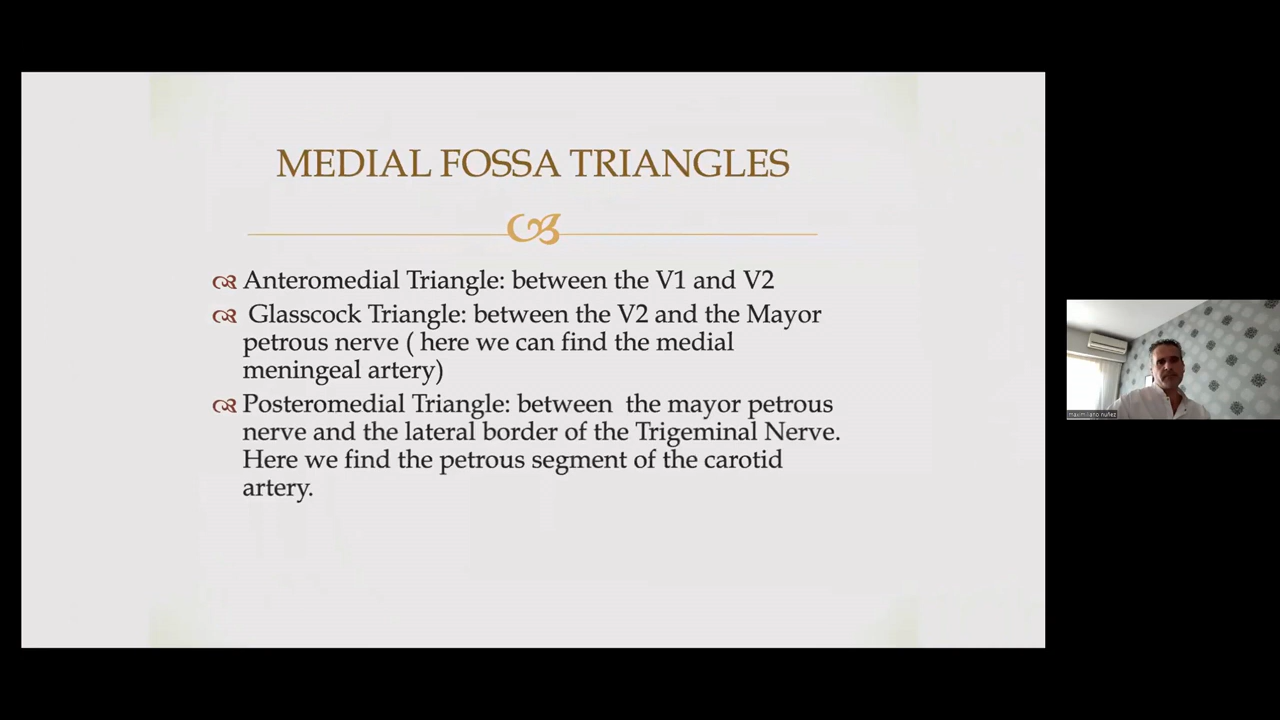 MEDIAL FOSSA TRIANGLES
Anteromedial Triangle: between the V1 and V2
Glasscock Triangle: between the V2 and the Mayor
petrous nerve ( here we can find the medial
meningeal artery)
Posteromedial Triangle: between the mayor petrous
nerve and the lateral border of the Trigeminal Nerve.
Here we find the petrous segment of the carotid
artery.
maximiliano nuñez